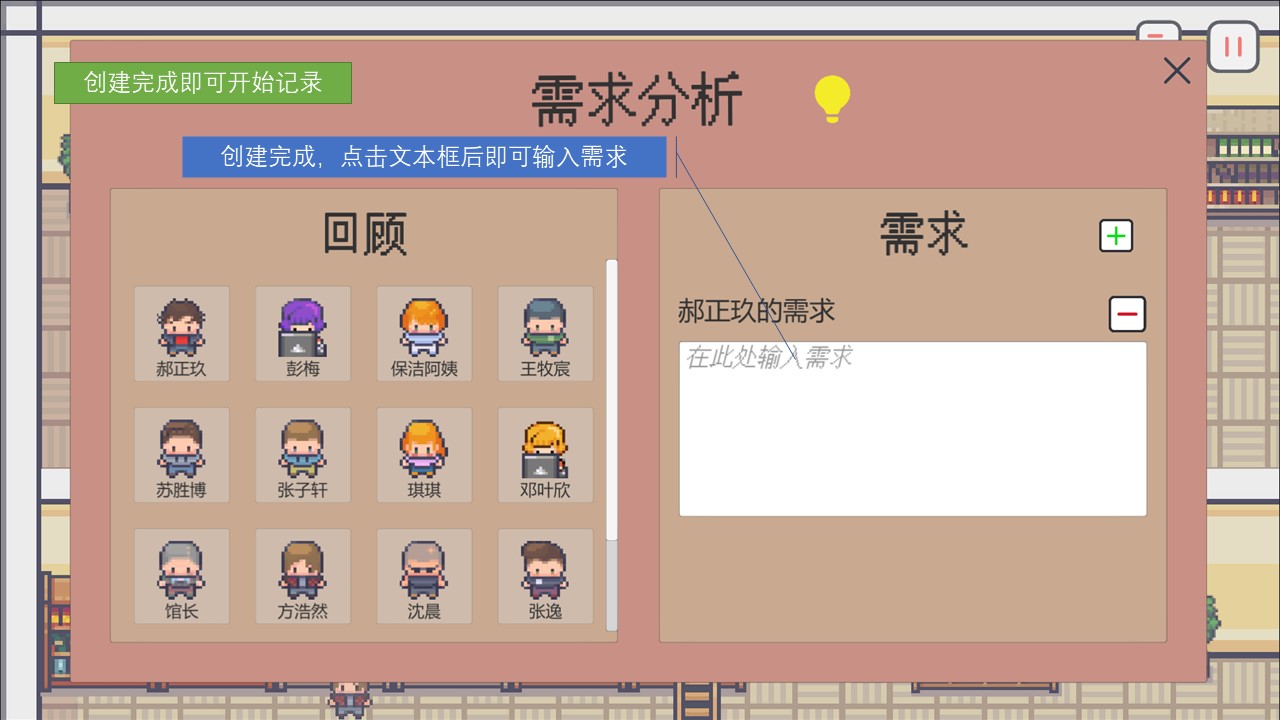 创建完成即可开始记录
需求分析
创建完成，点击文本框后即可输入需求
回顾
郝正玖
彭梅
保洁阿姨
王牧宸
苏胜博
张子轩
琪琪
邓叶欣
馆长
方浩然
沈晨
张逸
需求
郝正玖的需求
在此处输入需求